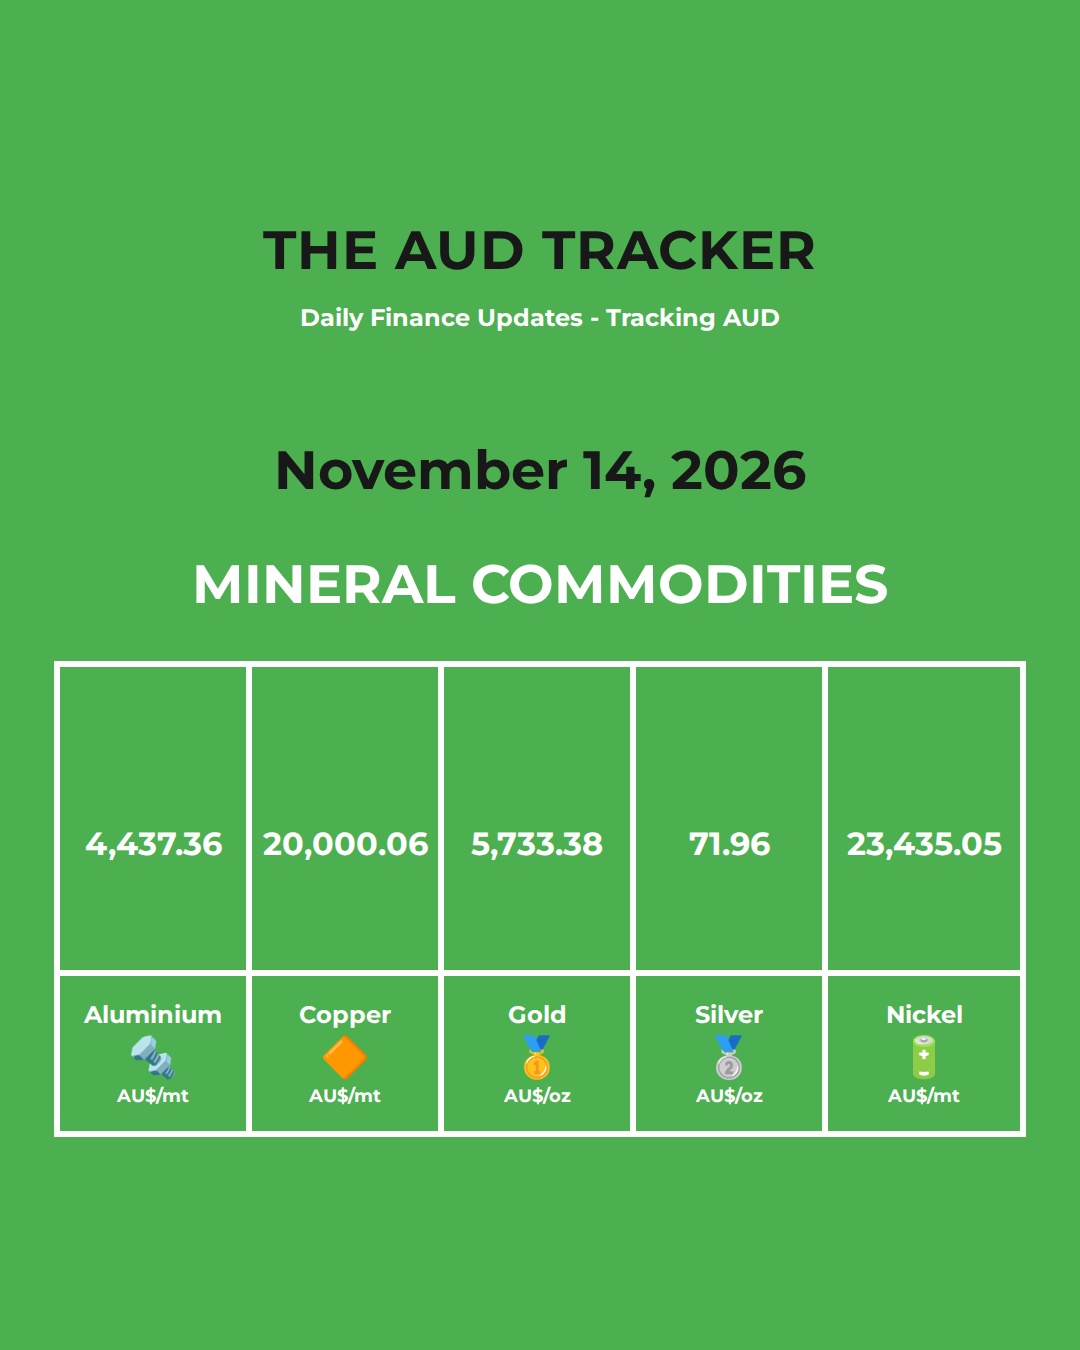 THE AUD TRACKER
Daily Finance Updates - Tracking AUD
November 14, 2026
MINERAL COMMODITIES
4,437.36 20,000.06 5,733.38 71.96 23,435.05
Aluminium Copper Gold Silver Nickel
1 2
AU$/mt AU$/mt AU$/oz AU$/oz AU$/mt